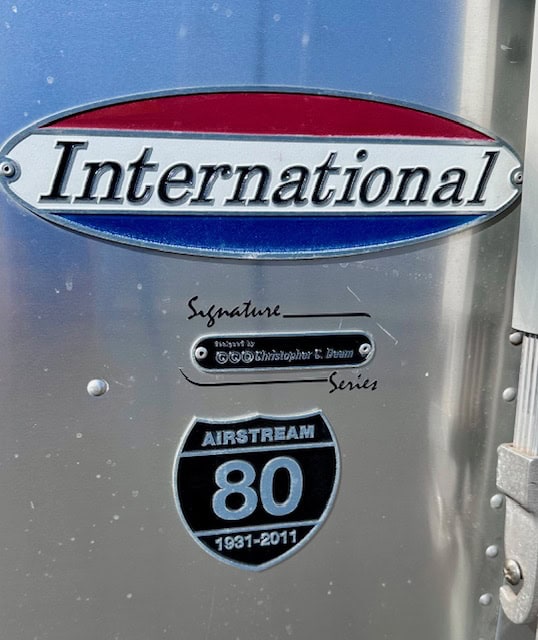 International
Signature
Designed by
Christopher C. Deam
Series
AIRSTREAM
80
1931-2011